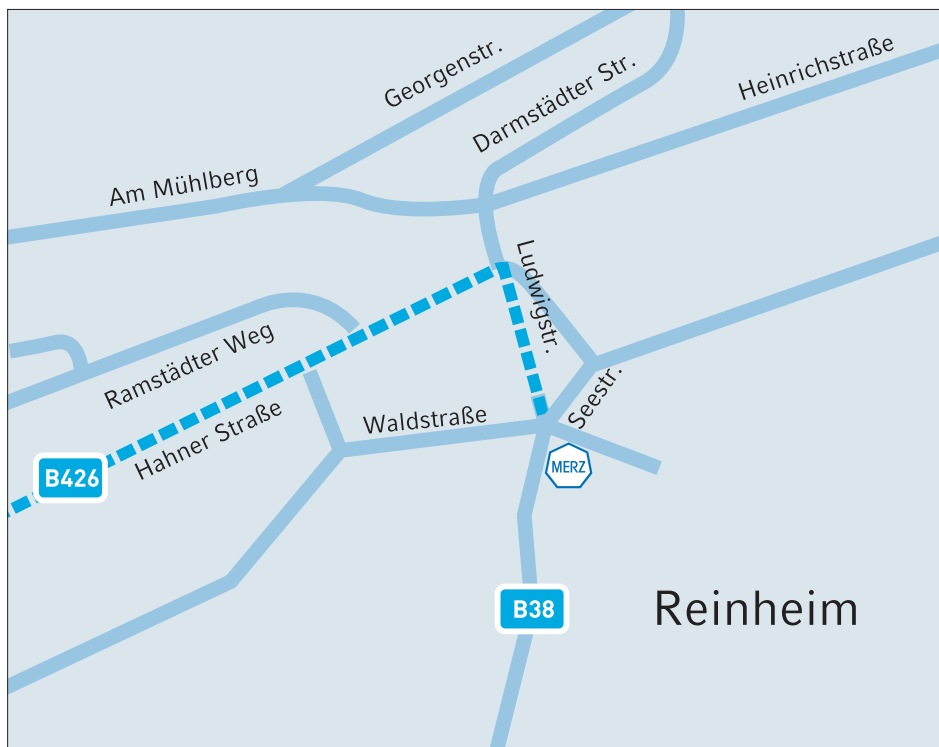 Georgenstr.
Darmstädter Str.
Heinrichstraße
Am Mühlberg
Ludwigstr.
Ramstädter Weg
Seestr.
Hahner Straße
Waldstraße
B426
MERZ
B38
Reinheim